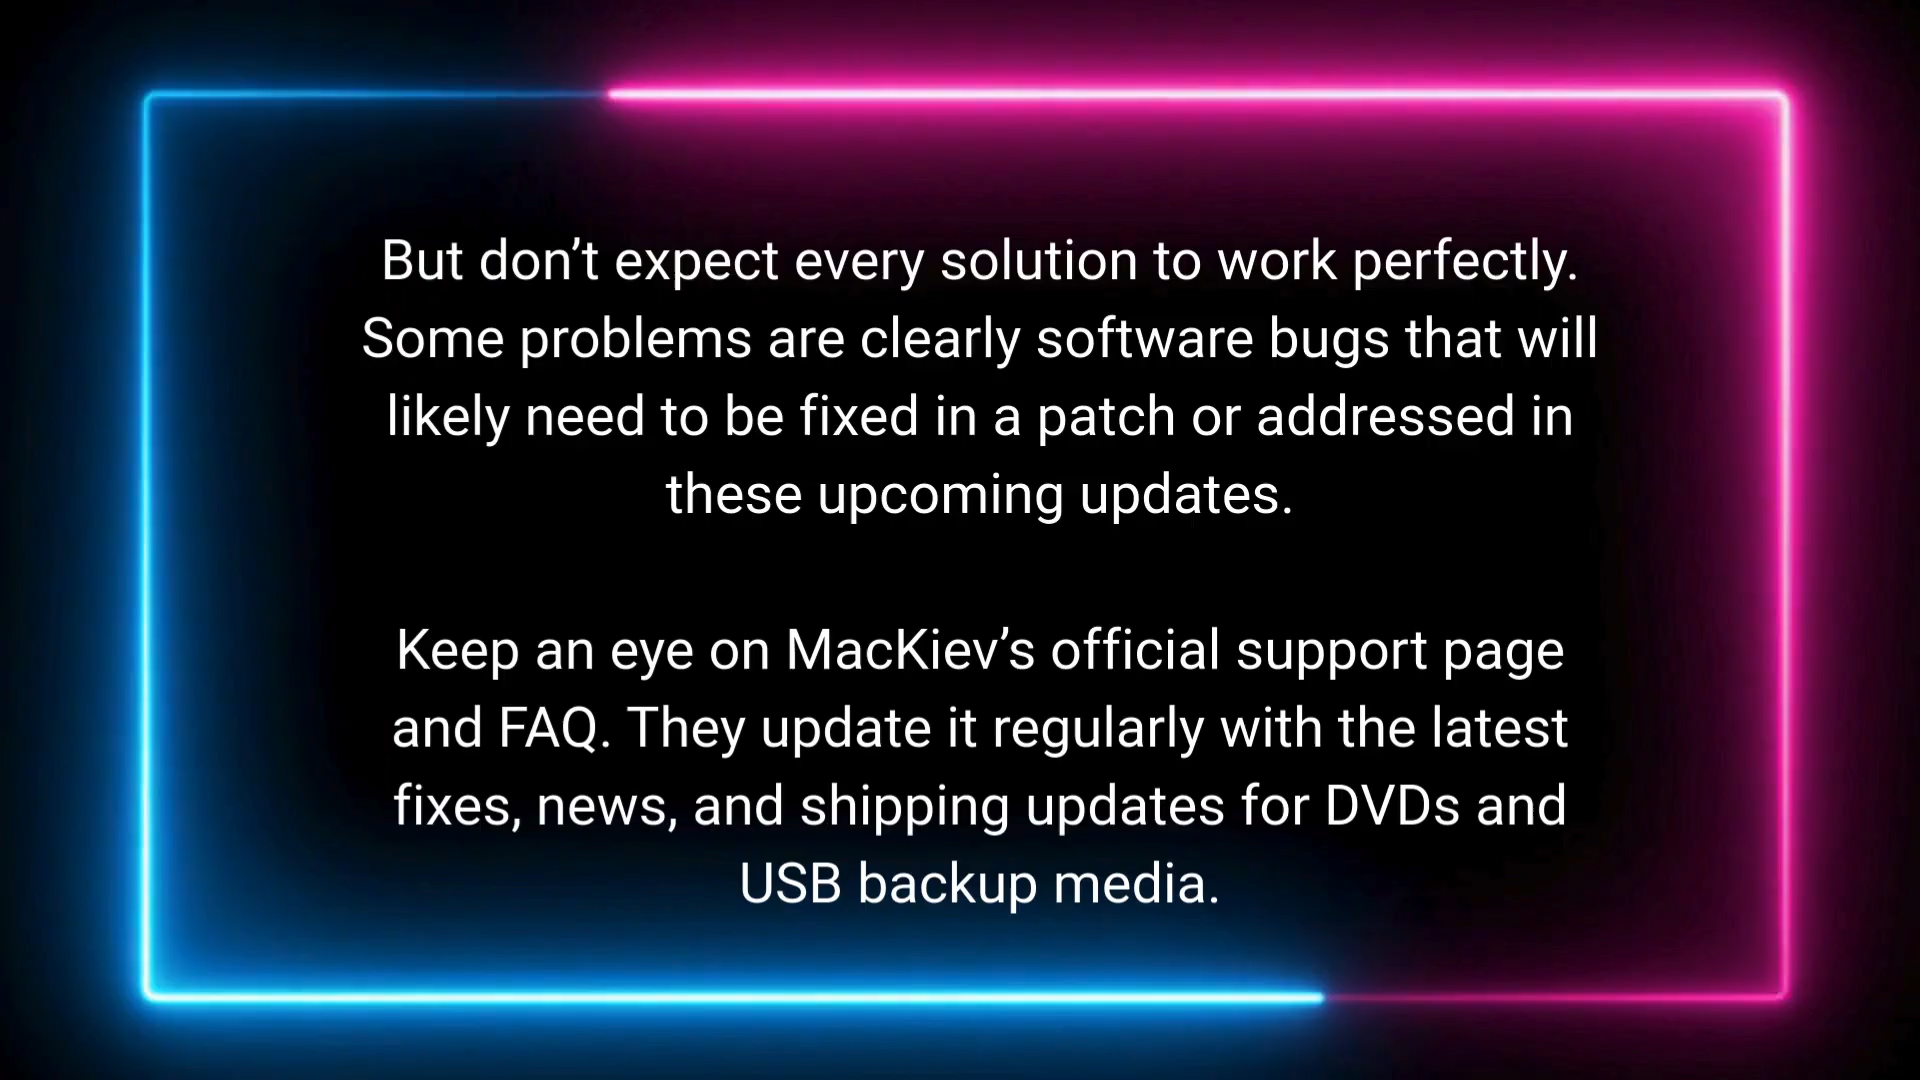 But don’t expect every solution to work perfectly.
Some problems are clearly software bugs that will
likely need to be fixed in a patch or addressed in
these upcoming updates.
Keep an eye on MacKiev’s official support page
and FAQ. They update it regularly with the latest
fixes, news, and shipping updates for DVDs and
USB backup media.